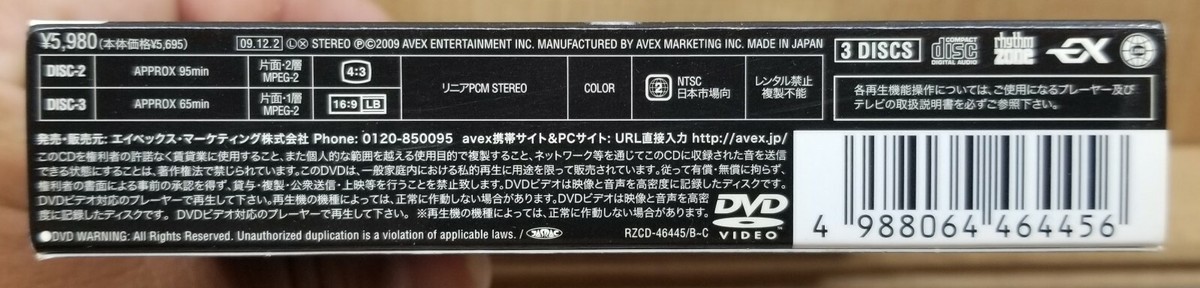 ¥5,980(本体価格¥5,695) 09.12.2 Ⓛ Ⓧ STEREO ⓅⒸ2009 AVEX ENTERTAINMENT INC. MANUFACTURED BY AVEX MARKETING INC. MADE IN JAPAN
3 DISCS COMPACT disc DIGITAL AUDIO rhythm zone
DISC-2 APPROX 95min 片面・2層 MPEG-2 4:3
DISC-3 APPROX 65min 片面・1層 MPEG-2 16:9 LB
リニアPCM STEREO COLOR 2 NTSC 日本市場向 レンタル禁止 複製不能
各再生機能操作については、ご使用になるプレーヤー及び
テレビの取扱説明書を必ずご参照下さい。
発売・販売元: エイベックス・マーケティング株式会社 Phone: 0120-850095 avex携帯サイト&PCサイト: URL直接入力 http://avex.jp/
このCDを権利者の許諾なく賃貸業に使用すること、また個人的な範囲を越える使用目的で複製すること、ネットワーク等を通じてこのCDに収録された音を送信
できる状態にすることは、著作権法で禁じられています。このDVDは、一般家庭内における私的再生に用途を限って販売されています。従って有償・無償に拘らず、
権利者の書面による事前の承認を得ず、貸与・複製・公衆送信・上映等を行うことを禁止致します。DVDビデオは映像と音声を高密度に記録したディスクです。
DVDビデオ対応のプレーヤーで再生して下さい。再生機の機種によっては、正常に作動しない場合があります。DVDビデオは映像と音声を高密
度に記録したディスクです。 DVDビデオ対応のプレーヤーで再生して下さい。 ※再生機の機種によっては、正常に作動しない場合があります。
●DVD WARNING: All Rights Reserved. Unauthorized duplication is a violation of applicable laws. / JASRAC RZCD-46445/B-C
DVD VIDEO
4 988064 464456